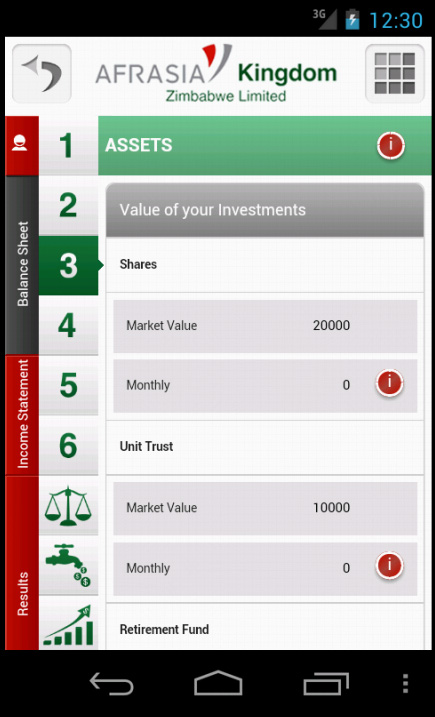 3G 12:30
AFRASIA Kingdom
Zimbabwe Limited
1 ASSETS i
2
3
4
5
6
Balance Sheet
Income Statement
Results
Value of your Investments
Shares
Market Value 20000
Monthly 0 i
Unit Trust
Market Value 10000
Monthly 0 i
Retirement Fund